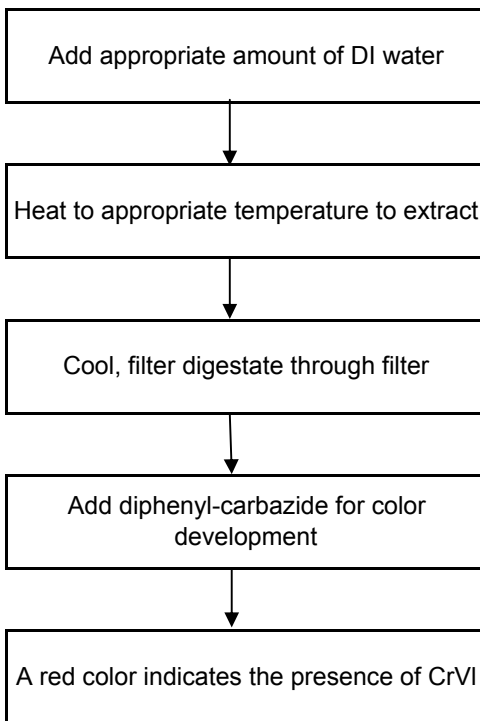 Add appropriate amount of DI water
Heat to appropriate temperature to extract
Cool, filter digestate through filter
Add diphenyl-carbazide for color
development
A red color indicates the presence of CrVI